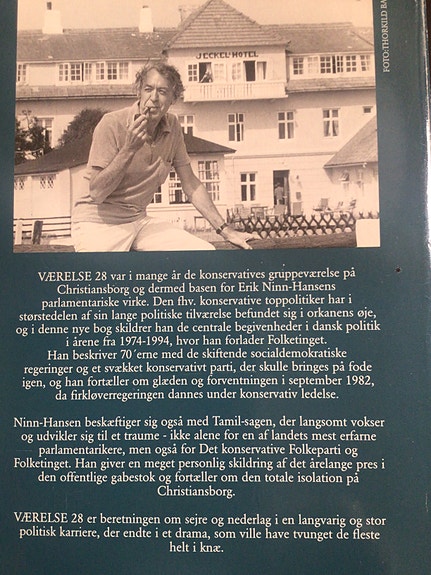 JECKELS HOTEL
FOTO:THORKILD
VÆRELSE 28 var i mange år de konservatives gruppeværelse på
Christiansborg og dermed basen for Erik Ninn-Hansens
parlamentariske virke. Den fhv. konservative toppolitiker har i
størstedelen af sin lange politiske tilværelse befundet sig i orkanens øje,
og i denne nye bog skildrer han de centrale begivenheder i dansk politik
i årene fra 1974-1994, hvor han forlader Folketinget.
Han beskriver 70´erne med de skiftende socialdemokratiske
regeringer og et svækket konservativt parti, der skulle bringes på fode
igen, og han fortæller om glæden og forventningen i september 1982,
da firkløverregeringen dannes under konservativ ledelse.
Ninn-Hansen beskæftiger sig også med Tamil-sagen, der langsomt vokser
og udvikler sig til et traume - ikke alene for en af landets mest erfarne
parlamentarikere, men også for Det konservative Folkeparti og
Folketinget. Han giver en meget personlig skildring af det årelange pres i
den offentlige gabestok og fortæller om den totale isolation på
Christiansborg.
VÆRELSE 28 er beretningen om sejre og nederlag i en langvarig og stor
politisk karriere, der endte i et drama, som ville have tvunget de fleste
helt i knæ.